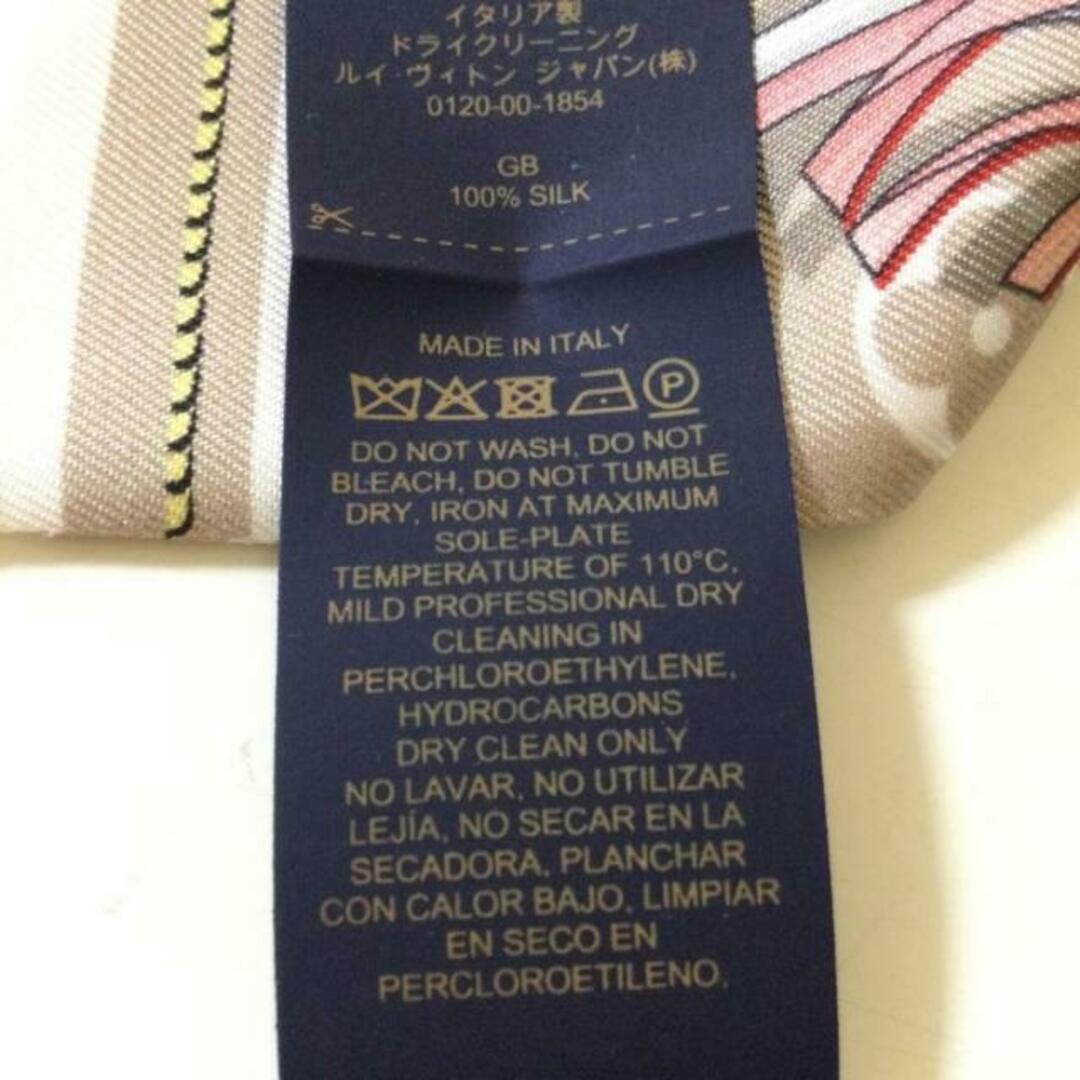 イタリア製
ドライクリーニング
ルイ・ヴィトン ジャパン(株)
0120-00-1854
GB
100% SILK
MADE IN ITALY
P
DO NOT WASH, DO NOT
BLEACH, DO NOT TUMBLE
DRY, IRON AT MAXIMUM
SOLE-PLATE
TEMPERATURE OF 110°C,
MILD PROFESSIONAL DRY
CLEANING IN
PERCHLOROETHYLENE,
HYDROCARBONS
DRY CLEAN ONLY
NO LAVAR, NO UTILIZAR
LEJÍA, NO SECAR EN LA
SECADORA, PLANCHAR
CON CALOR BAJO, LIMPIAR
EN SECO EN
PERCLOROETILENO,